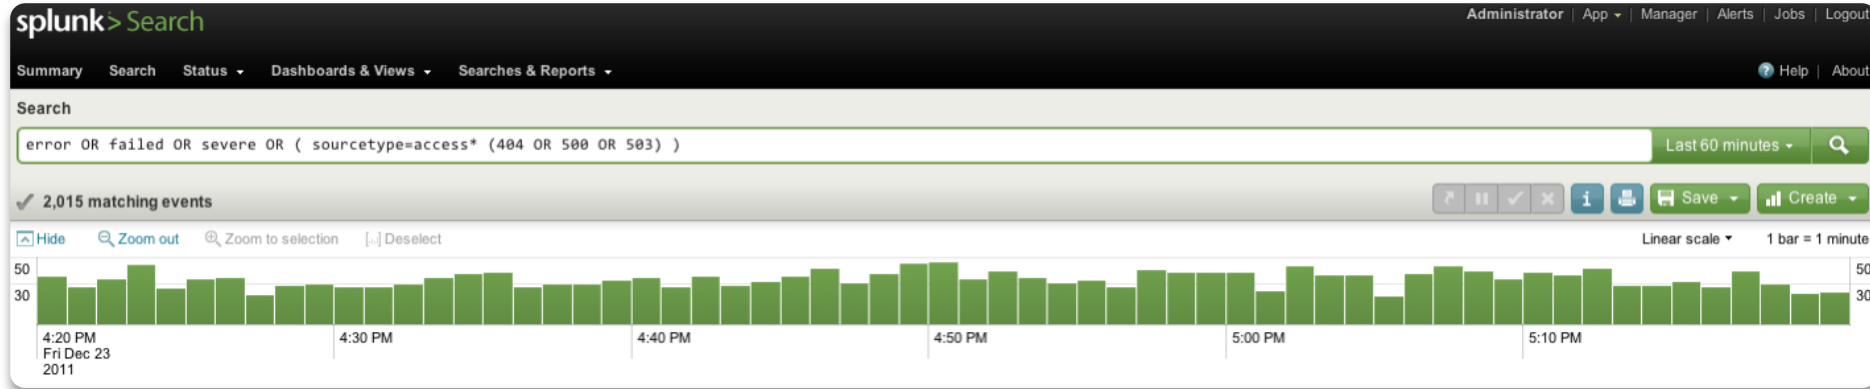 splunk> Search
Administrator | App | Manager | Alerts | Jobs | Logout
Summary Search Status Dashboards & Views Searches & Reports
? Help | About
Search
error OR failed OR severe OR ( sourcetype=access* (404 OR 500 OR 503) )
Last 60 minutes
2,015 matching events
i Save Create
Hide Zoom out Zoom to selection [..] Deselect
Linear scale 1 bar = 1 minute
50 50
30 30
4:20 PM 4:30 PM 4:40 PM 4:50 PM 5:00 PM 5:10 PM
Fri Dec 23
2011